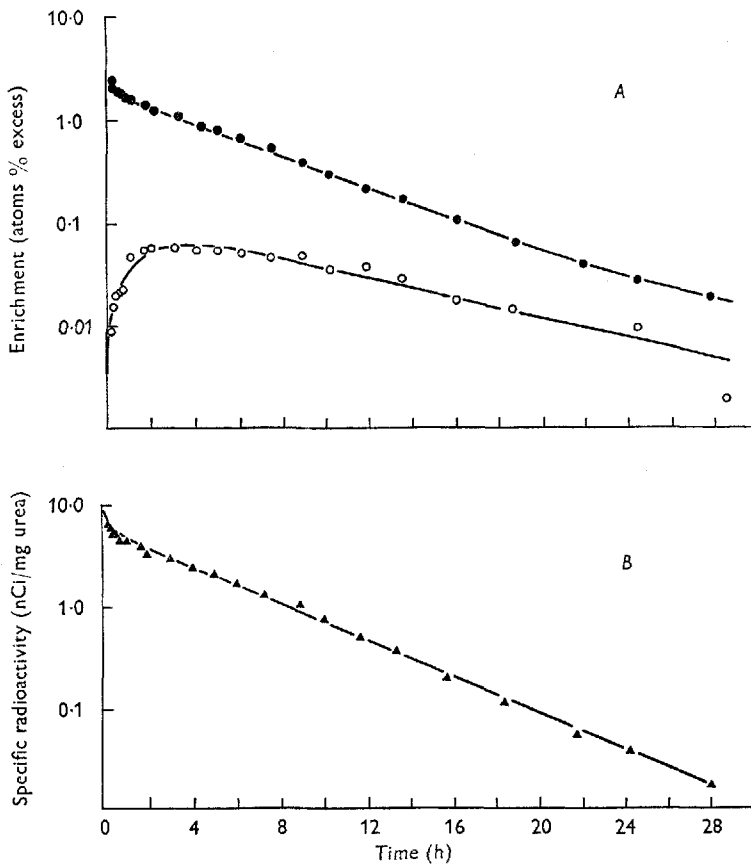 10·0
A
1·0
0·1
0·01
Enrichment (atoms % excess)
10·0
B
1·0
0·1
Specific radioactivity (nCi/mg urea)
0 4 8 12 16 20 24 28
Time (h)